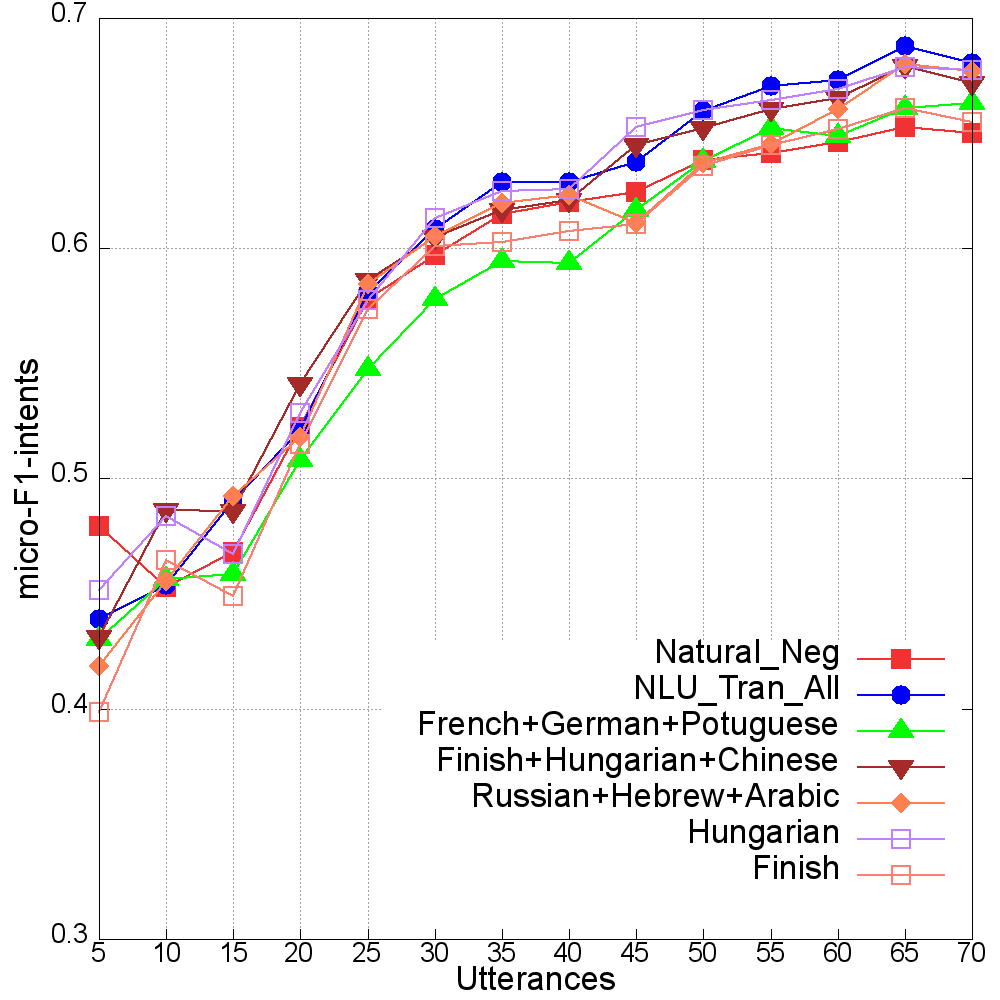 0.7
0.6
0.5
0.4
0.3
micro-F1-intents
Natural_Neg
NLU_Tran_All
French+German+Potuguese
Finish+Hungarian+Chinese
Russian+Hebrew+Arabic
Hungarian
Finish
5 10 15 20 25 30 35 40 45 50 55 60 65 70
Utterances